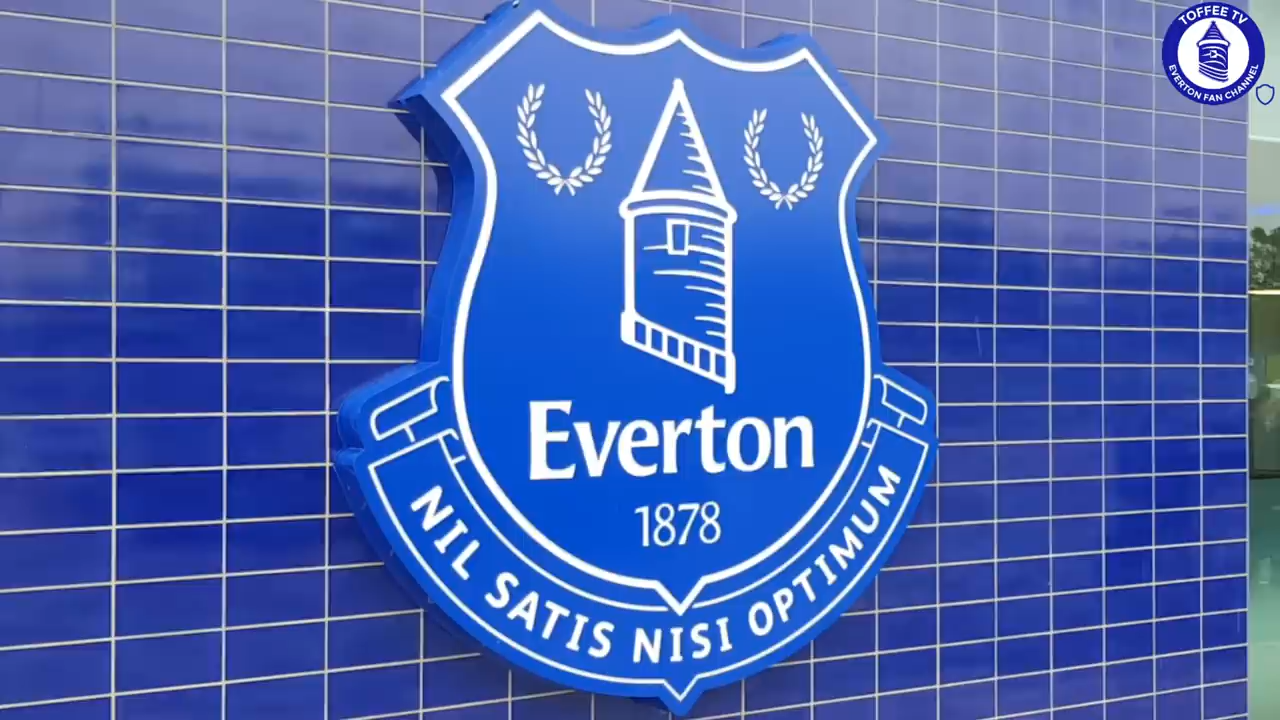 TOFFEE TV
EVERTON FAN CHANNEL
Everton
1878
NIL SATIS NISI OPTIMUM